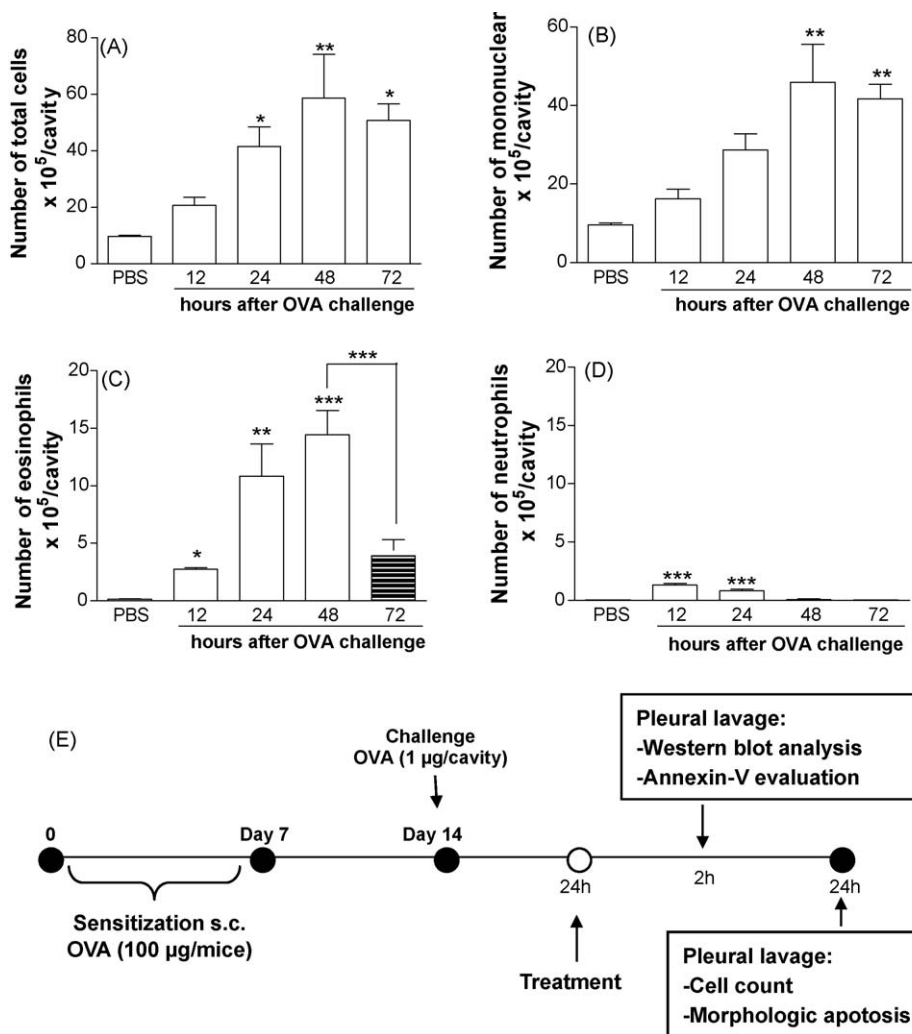 (A)
Number of total cells
x 10⁵/cavity
80
60
40
20
0
**
*
*
PBS 12 24 48 72
hours after OVA challenge
(B)
Number of mononuclear
x 10⁵/cavity
60
40
20
0
**
**
PBS 12 24 48 72
hours after OVA challenge
(C)
Number of eosinophils
x 10⁵/cavity
20
15
10
5
0
***
***
**
*
PBS 12 24 48 72
hours after OVA challenge
(D)
Number of neutrophils
x 10⁵/cavity
20
15
10
5
0
*** ***
PBS 12 24 48 72
hours after OVA challenge
(E)
Challenge
OVA (1 µg/cavity)
Pleural lavage:
-Western blot analysis
-Annexin-V evaluation
0 Day 7 Day 14
24h 2h 24h
Sensitization s.c.
OVA (100 µg/mice)
Treatment
Pleural lavage:
-Cell count
-Morphologic apotosis